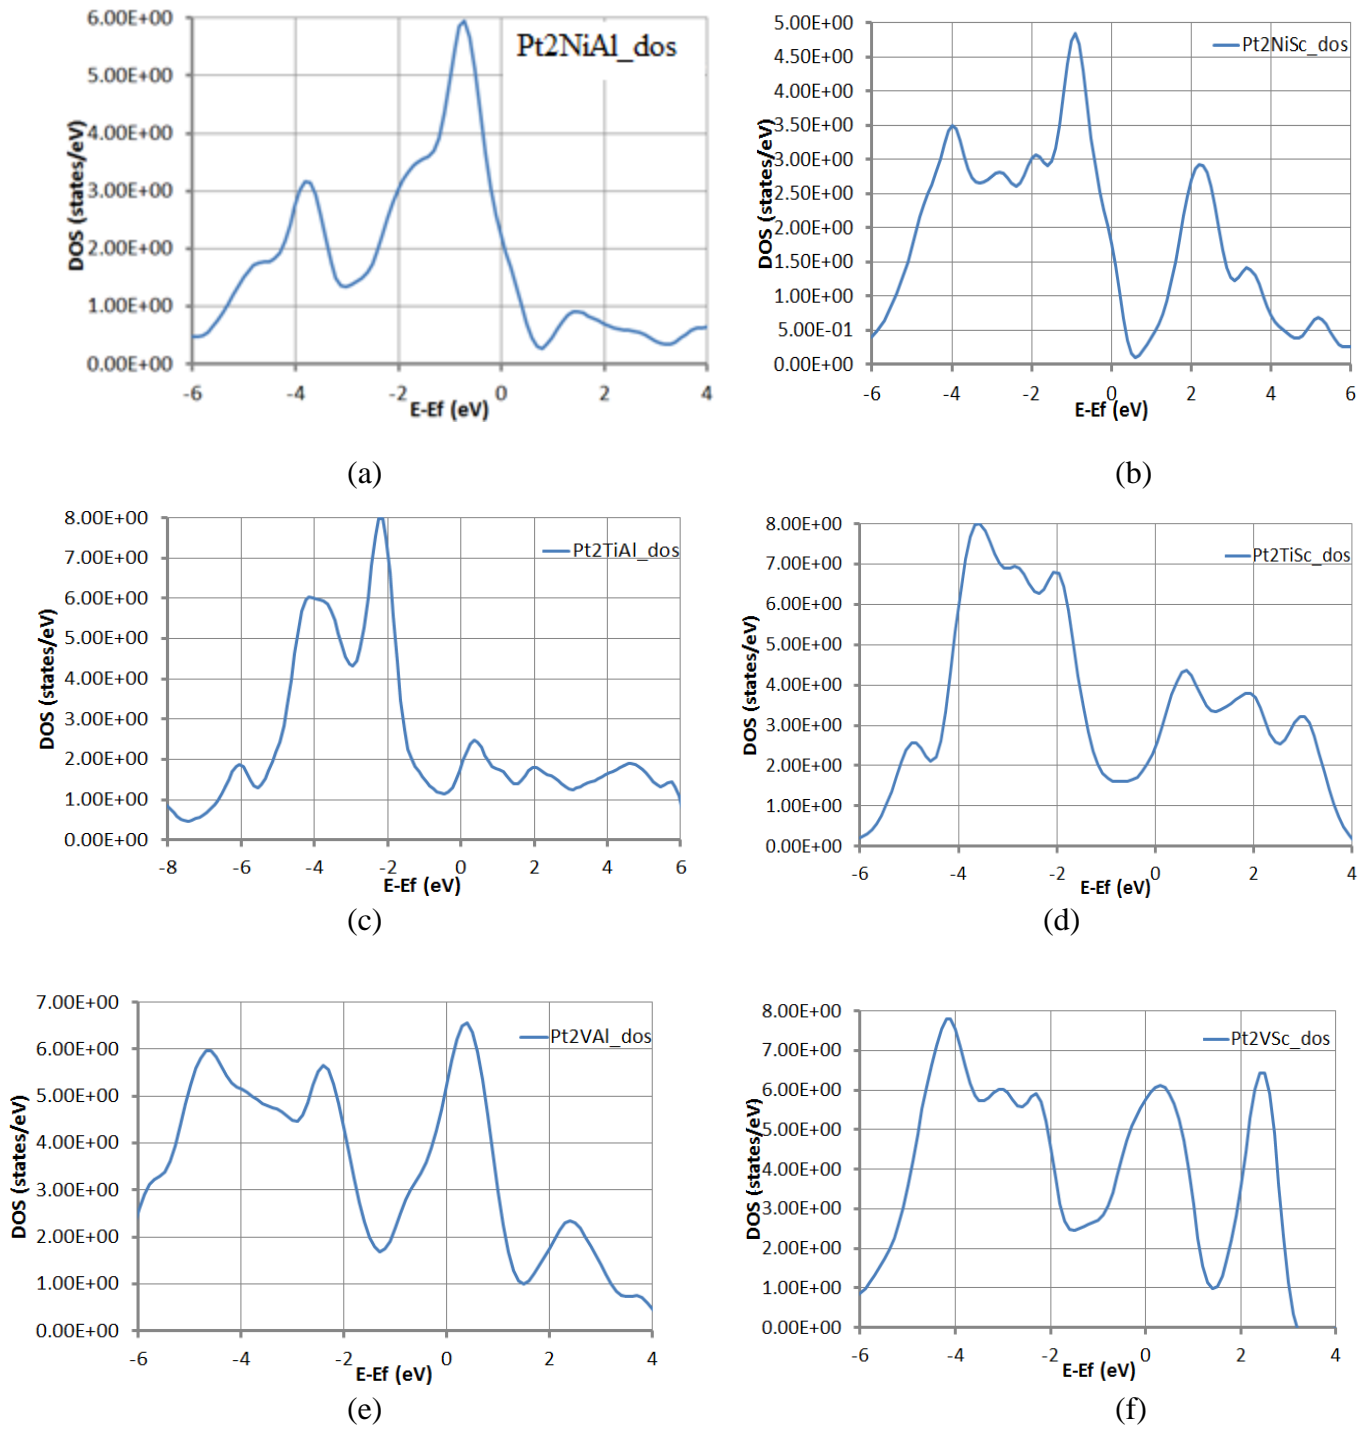 6.00E+00
5.00E+00
4.00E+00
3.00E+00
2.00E+00
1.00E+00
0.00E+00
DOS (states/eV)
Pt2NiAl_dos
-6 -4 -2 0 2 4
E-Ef (eV)
(a)
5.00E+00
4.50E+00
4.00E+00
3.50E+00
3.00E+00
2.50E+00
2.00E+00
1.50E+00
1.00E+00
5.00E-01
0.00E+00
DOS (states/eV)
Pt2NiSc_dos
-6 -4 -2 0 2 4 6
E-Ef (eV)
(b)
8.00E+00
7.00E+00
6.00E+00
5.00E+00
4.00E+00
3.00E+00
2.00E+00
1.00E+00
0.00E+00
DOS (states/eV)
Pt2TiAl_dos
-8 -6 -4 -2 0 2 4 6
E-Ef (eV)
(c)
8.00E+00
7.00E+00
6.00E+00
5.00E+00
4.00E+00
3.00E+00
2.00E+00
1.00E+00
0.00E+00
DOS (states/eV)
Pt2TiSc_dos
-6 -4 -2 0 2 4
E-Ef (eV)
(d)
7.00E+00
6.00E+00
5.00E+00
4.00E+00
3.00E+00
2.00E+00
1.00E+00
0.00E+00
DOS (states/eV)
Pt2VAl_dos
-6 -4 -2 0 2 4
E-Ef (eV)
(e)
8.00E+00
7.00E+00
6.00E+00
5.00E+00
4.00E+00
3.00E+00
2.00E+00
1.00E+00
0.00E+00
DOS (states/eV)
Pt2VSc_dos
-6 -4 -2 0 2 4
E-Ef (eV)
(f)